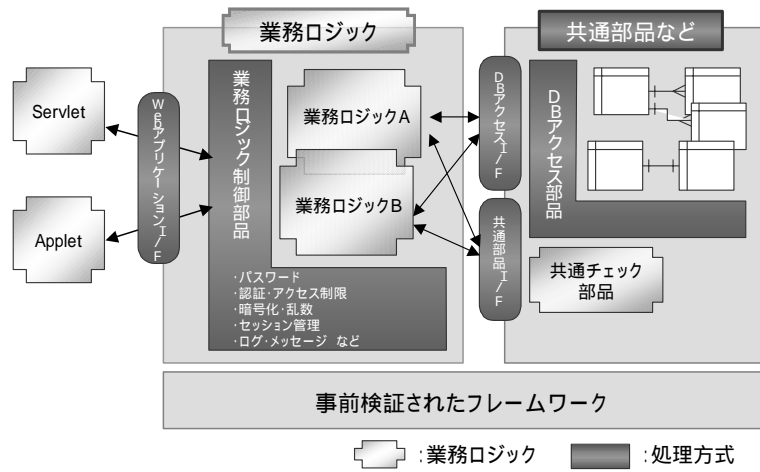 業務ロジック
共通部品など
Servlet
Applet
WebアプリケーションI/F
業務ロジック制御部品
・パスワード
・認証・アクセス制限
・暗号化・乱数
・セッション管理
・ログ・メッセージ など
業務ロジックA
業務ロジックB
DBアクセスI/F
共通部品I/F
DBアクセス部品
共通チェック
部品
事前検証されたフレームワーク
:業務ロジック
:処理方式